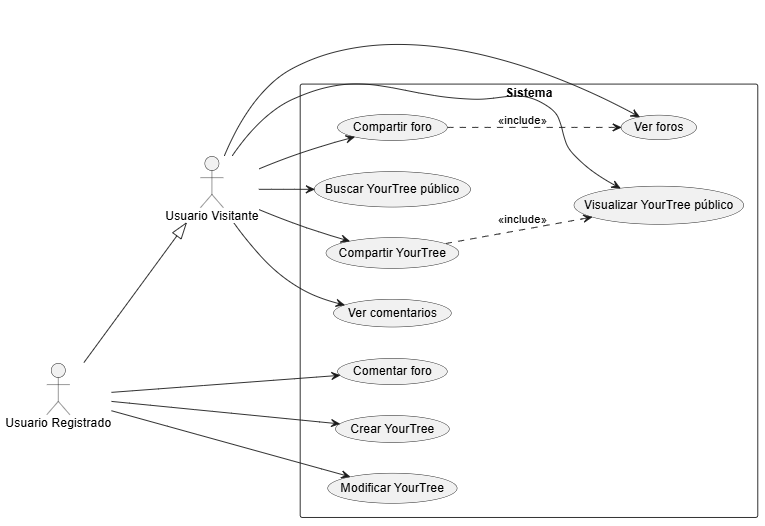 Sistema
Compartir foro
«include»
Ver foros
Buscar YourTree público
Visualizar YourTree público
Usuario Visitante
«include»
Compartir YourTree
Ver comentarios
Comentar foro
Usuario Registrado
Crear YourTree
Modificar YourTree